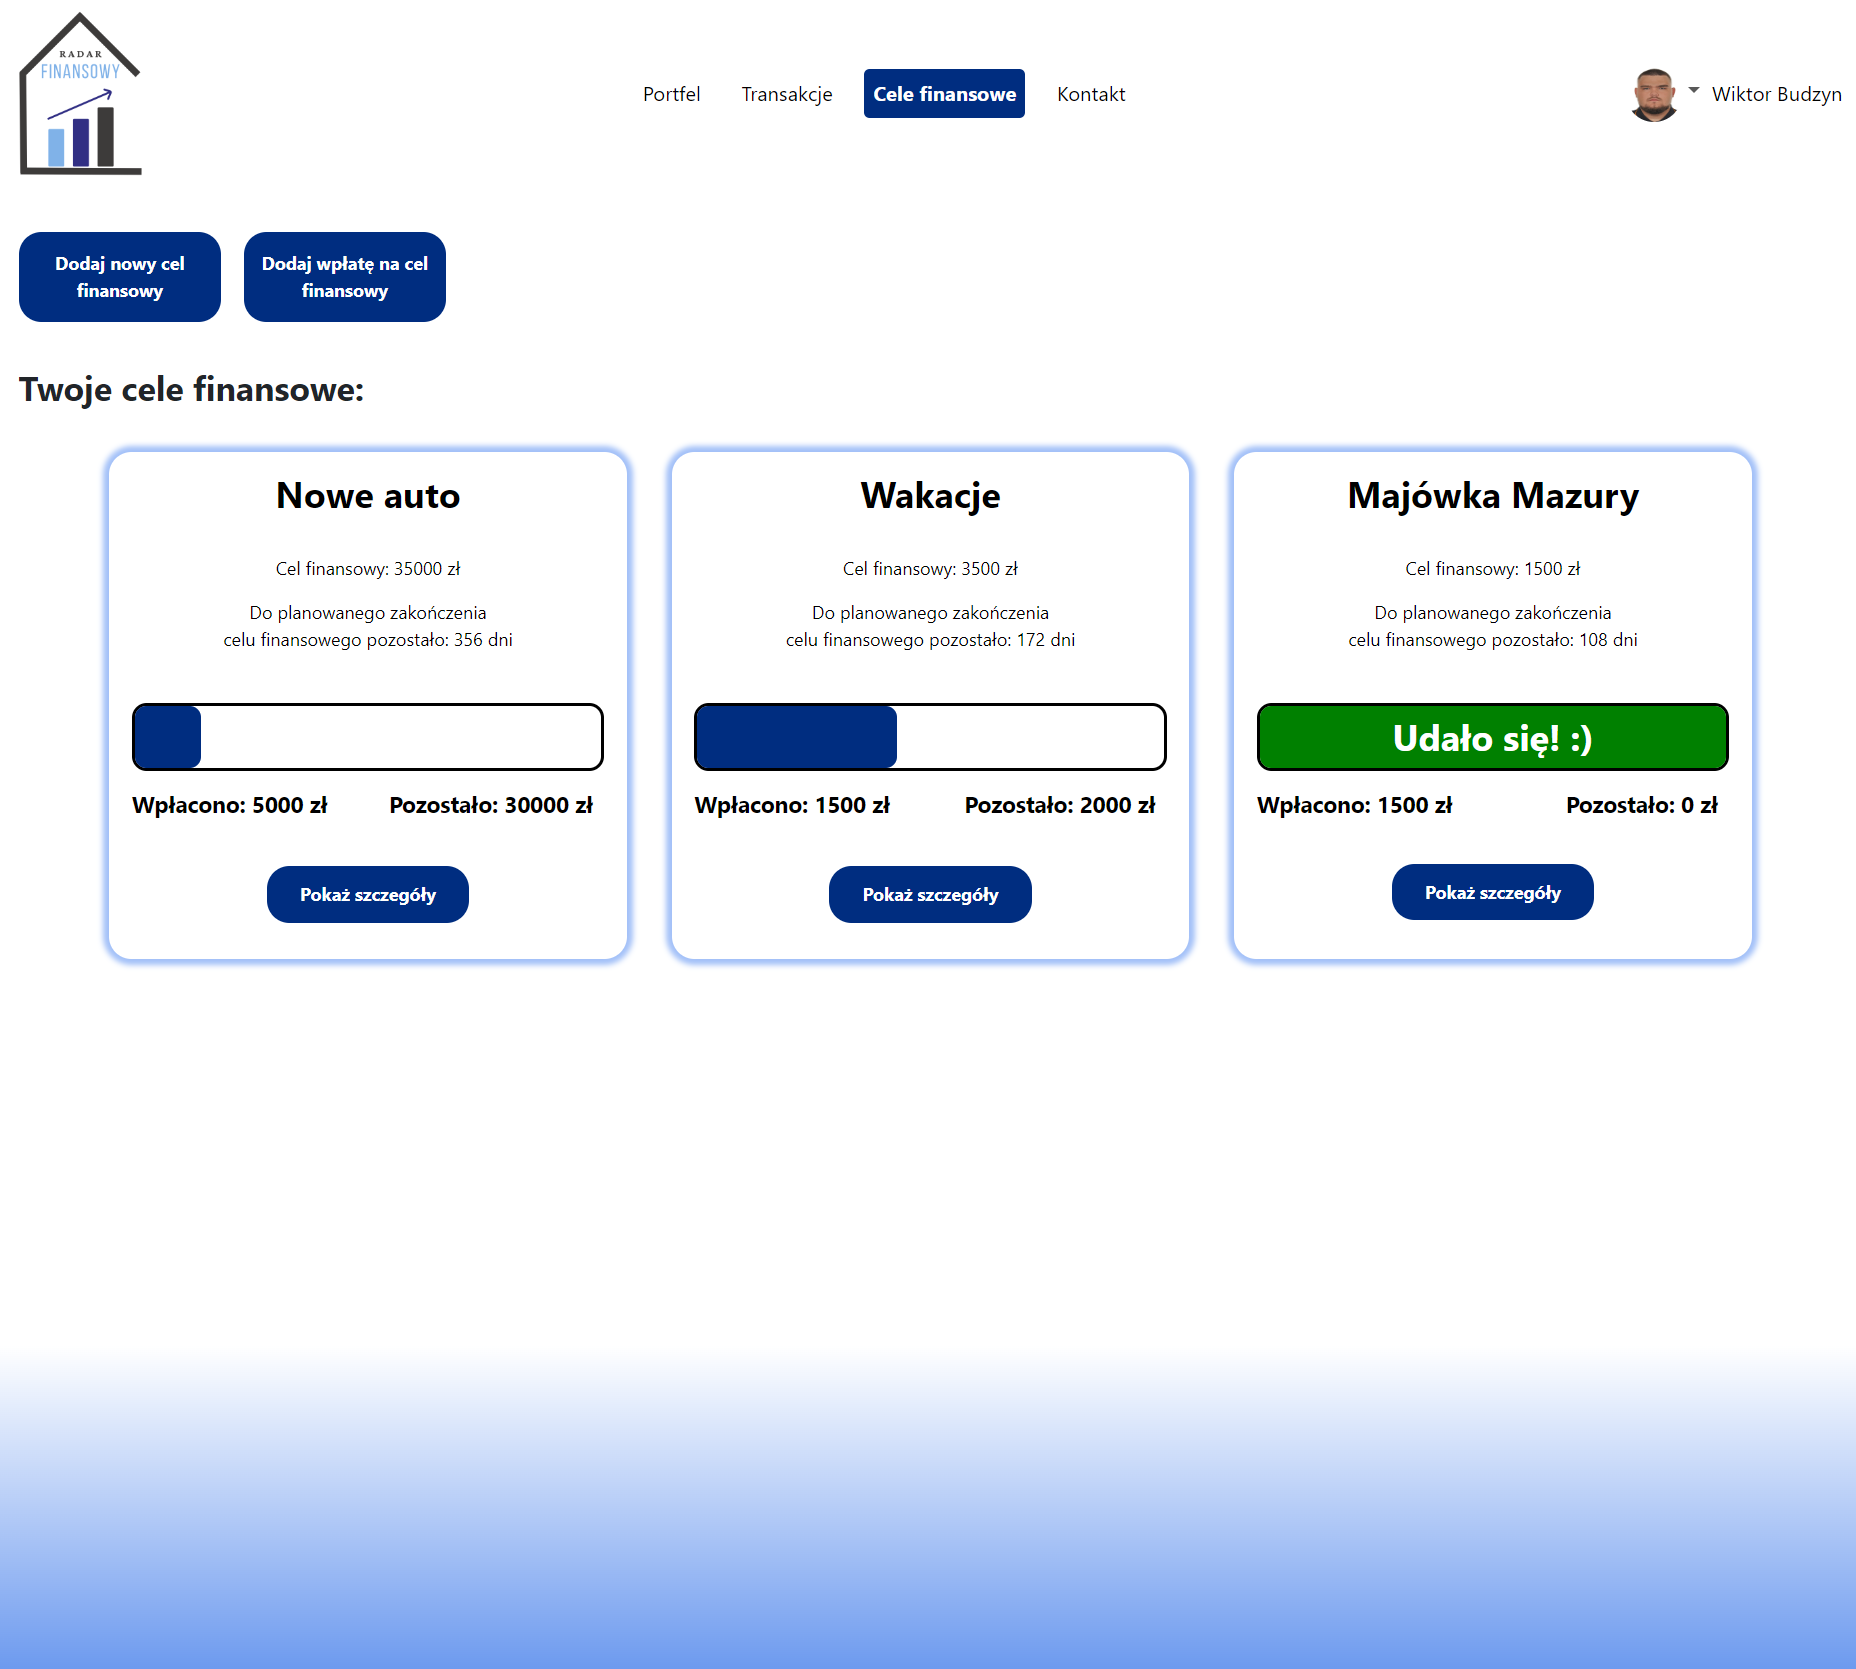 RADAR
FINANSOWY
Portfel
Transakcje
Cele finansowe
Kontakt
Wiktor Budzyn
Dodaj nowy cel
finansowy
Dodaj wpłatę na cel
finansowy
Twoje cele finansowe:
Nowe auto
Cel finansowy: 35000 zł
Do planowanego zakończenia
celu finansowego pozostało: 356 dni
Wpłacono: 5000 zł
Pozostało: 30000 zł
Pokaż szczegóły
Wakacje
Cel finansowy: 3500 zł
Do planowanego zakończenia
celu finansowego pozostało: 172 dni
Wpłacono: 1500 zł
Pozostało: 2000 zł
Pokaż szczegóły
Majówka Mazury
Cel finansowy: 1500 zł
Do planowanego zakończenia
celu finansowego pozostało: 108 dni
Udało się! :)
Wpłacono: 1500 zł
Pozostało: 0 zł
Pokaż szczegóły